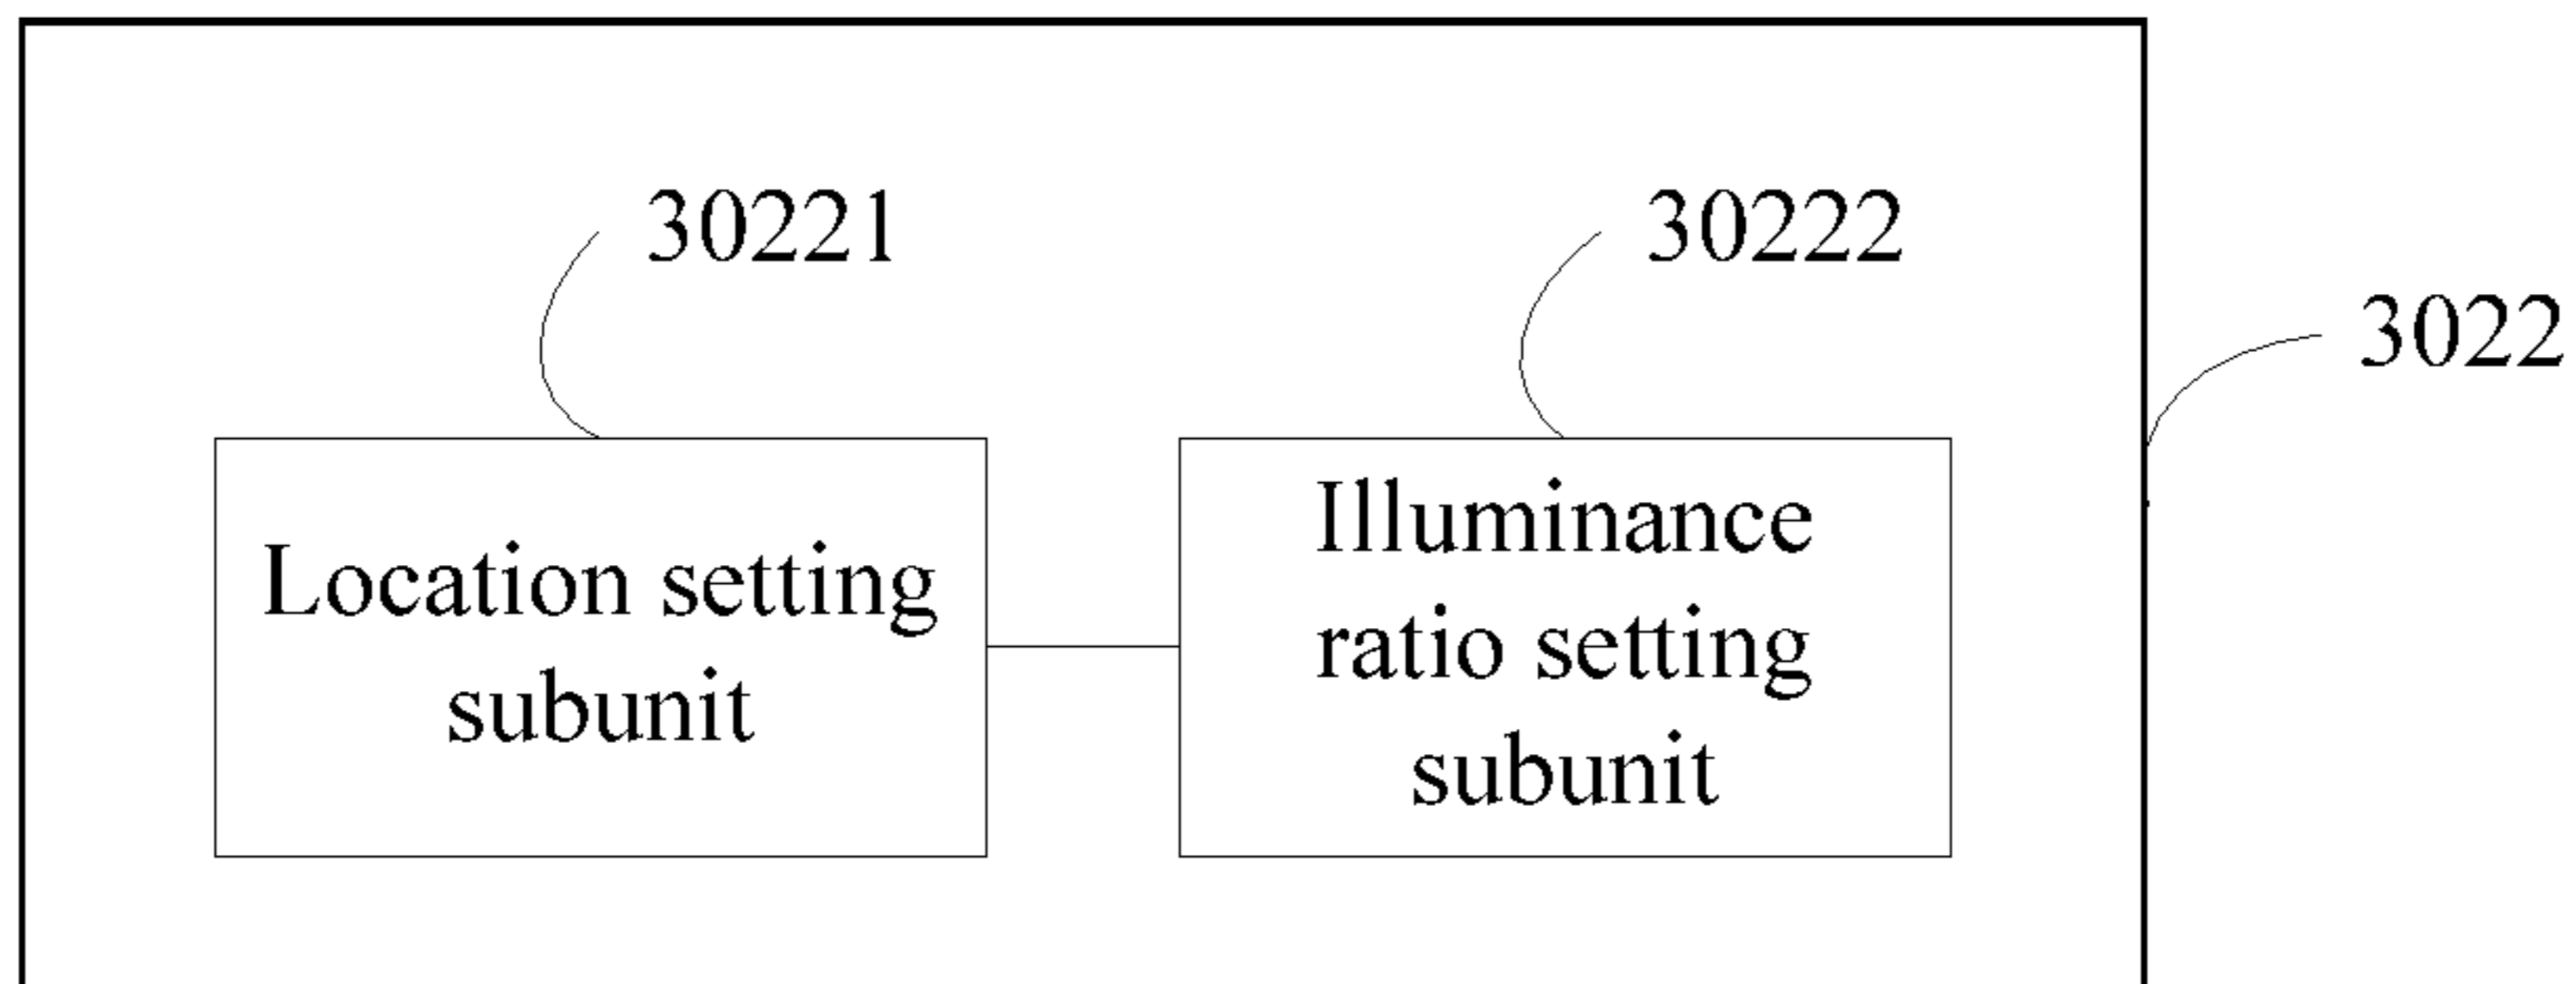 30221
30222
3022
Location setting
subunit
Illuminance
ratio setting
subunit